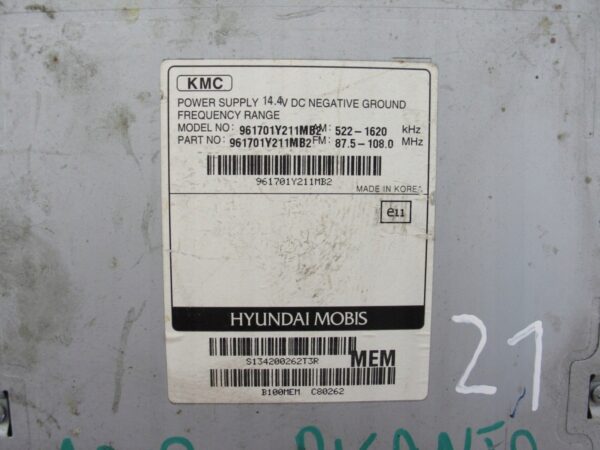 KMC
POWER SUPPLY 14.4V DC NEGATIVE GROUND
FREQUENCY RANGE
MODEL NO: 961701Y211MB2 AM: 522-1620 kHz
PART NO: 961701Y211MB2 FM: 87.5-108.0 MHz
961701Y211MB2
MADE IN KOREA
e11
HYUNDAI MOBIS
S134200262T3R MEM
B100MEM C80262
21
PICANTO